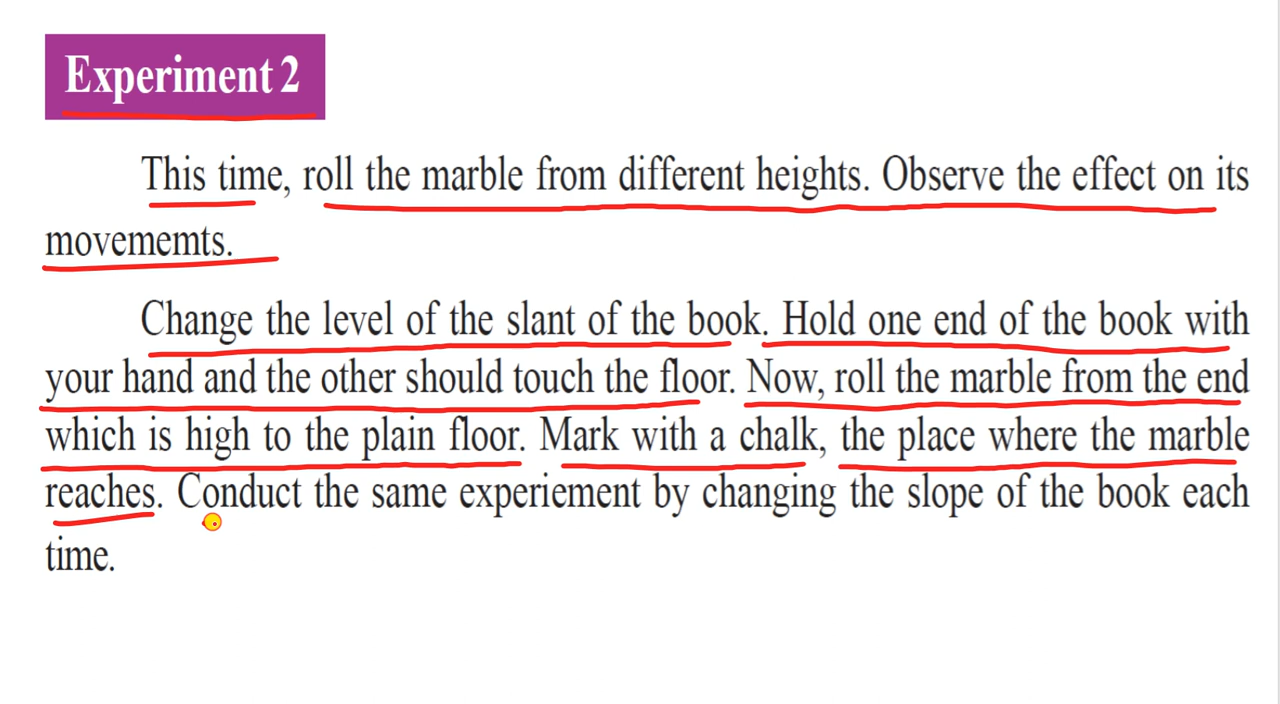 Experiment 2
This time, roll the marble from different heights. Observe the effect on its
movememts.
Change the level of the slant of the book. Hold one end of the book with
your hand and the other should touch the floor. Now, roll the marble from the end
which is high to the plain floor. Mark with a chalk, the place where the marble
reaches. Conduct the same experiement by changing the slope of the book each
time.